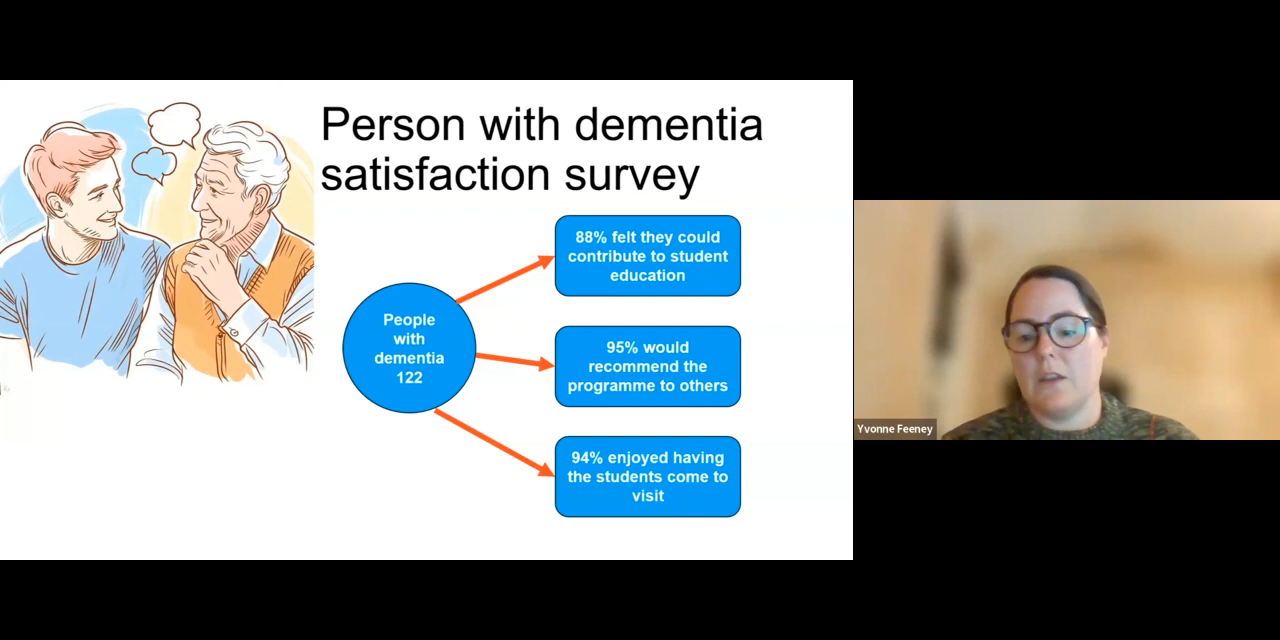 Person with dementia
satisfaction survey
People
with
dementia
122
88% felt they could
contribute to student
education
95% would
recommend the
programme to others
94% enjoyed having
the students come to
visit
Yvonne Feeney